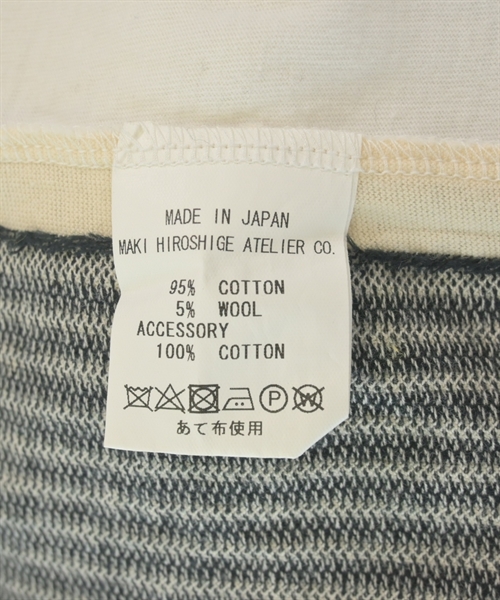 MADE IN JAPAN
MAKI HIROSHIGE ATELIER CO.
95% COTTON
5% WOOL
ACCESSORY
100% COTTON
P W
あて布使用